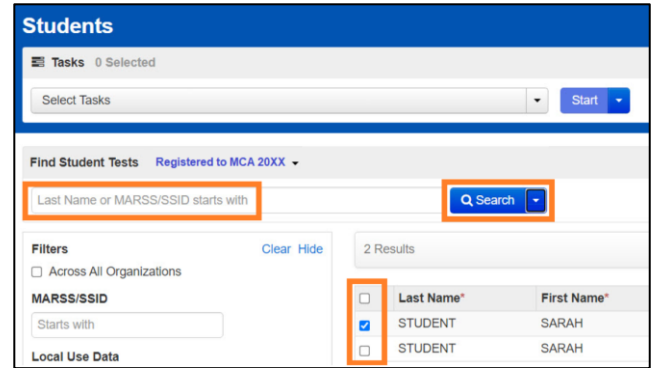 Students
Tasks 0 Selected
Select Tasks
Start
Find Student Tests Registered to MCA 20XX
Last Name or MARSS/SSID starts with
Search
Filters Clear Hide
2 Results
Across All Organizations
MARSS/SSID
Last Name* First Name*
Starts with
STUDENT SARAH
STUDENT SARAH
Local Use Data